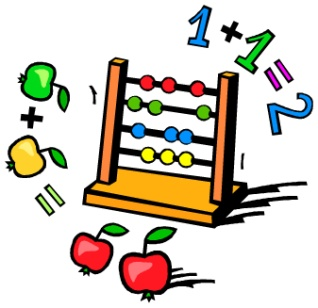 1+1=2
+
=